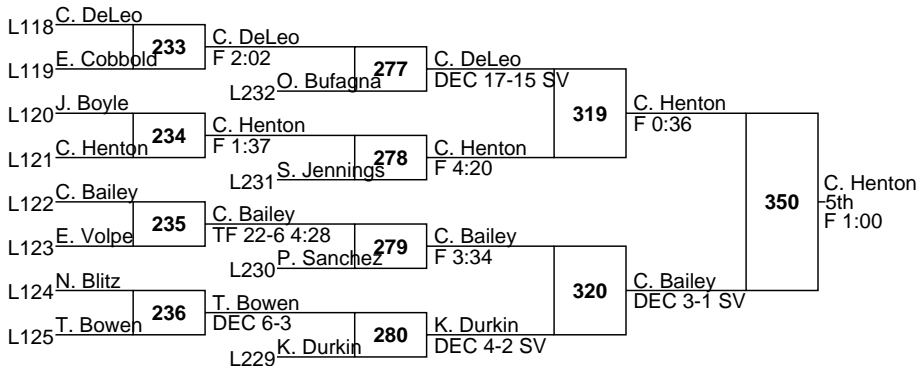 L118 C. DeLeo
L119 E. Cobbold
233
C. DeLeo
F 2:02
L232 O. Bufagna
277
C. DeLeo
DEC 17-15 SV
L120 J. Boyle
L121 C. Henton
234
C. Henton
F 1:37
L231 S. Jennings
278
C. Henton
F 4:20
319
C. Henton
F 0:36
L122 C. Bailey
L123 E. Volpe
235
C. Bailey
TF 22-6 4:28
L230 P. Sanchez
279
C. Bailey
F 3:34
L124 N. Blitz
L125 T. Bowen
236
T. Bowen
DEC 6-3
L229 K. Durkin
280
K. Durkin
DEC 4-2 SV
320
C. Bailey
DEC 3-1 SV
350
C. Henton
5th
F 1:00